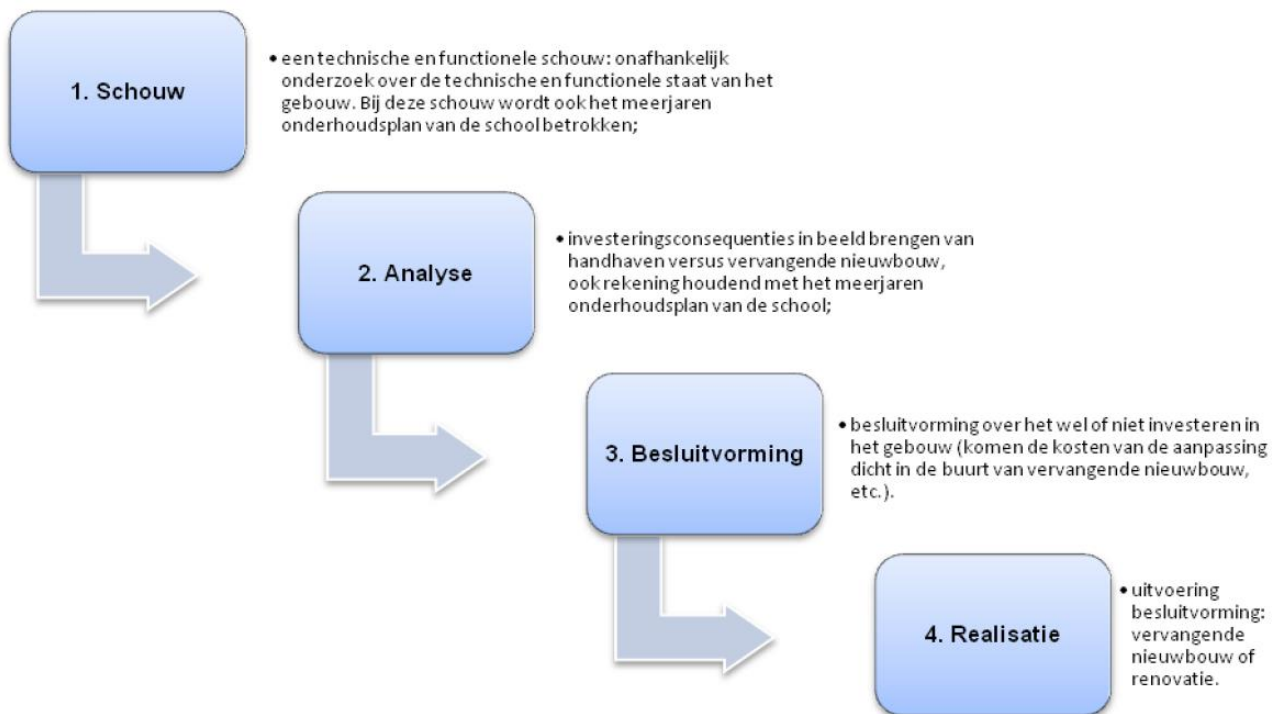 1. Schouw
• een technische en functionele schouw: onafhankelijk
onderzoek over de technische en functionele staat van het
gebouw. Bij deze schouw wordt ook het meerjaren
onderhoudsplan van de school betrokken;
2. Analyse
• investeringsconsequenties in beeld brengen van
handhaven versus vervangende nieuwbouw,
ook rekening houdend met het meerjaren
onderhoudsplan van de school;
3. Besluitvorming
• besluitvorming over het wel of niet investeren in
het gebouw (komen de kosten van de aanpassing
dicht in de buurt van vervangende nieuwbouw,
etc.).
4. Realisatie
• uitvoering
besluitvorming:
vervangende
nieuwbouw of
renovatie.